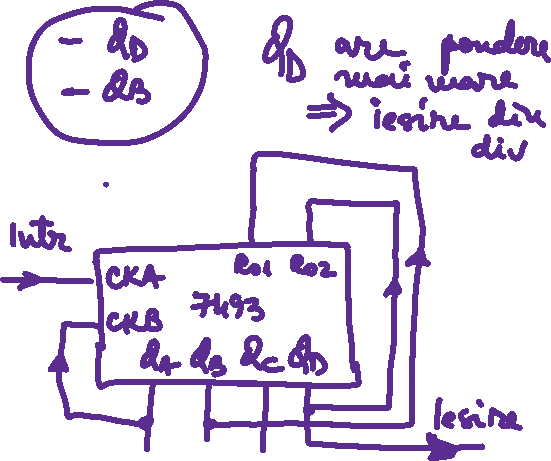 - QD
- QB
QD are pondere
mai mare
⇒ iesire din
div
Intr
CKA R01 R02
7493
CKB
QA QB QC QD
Iesire